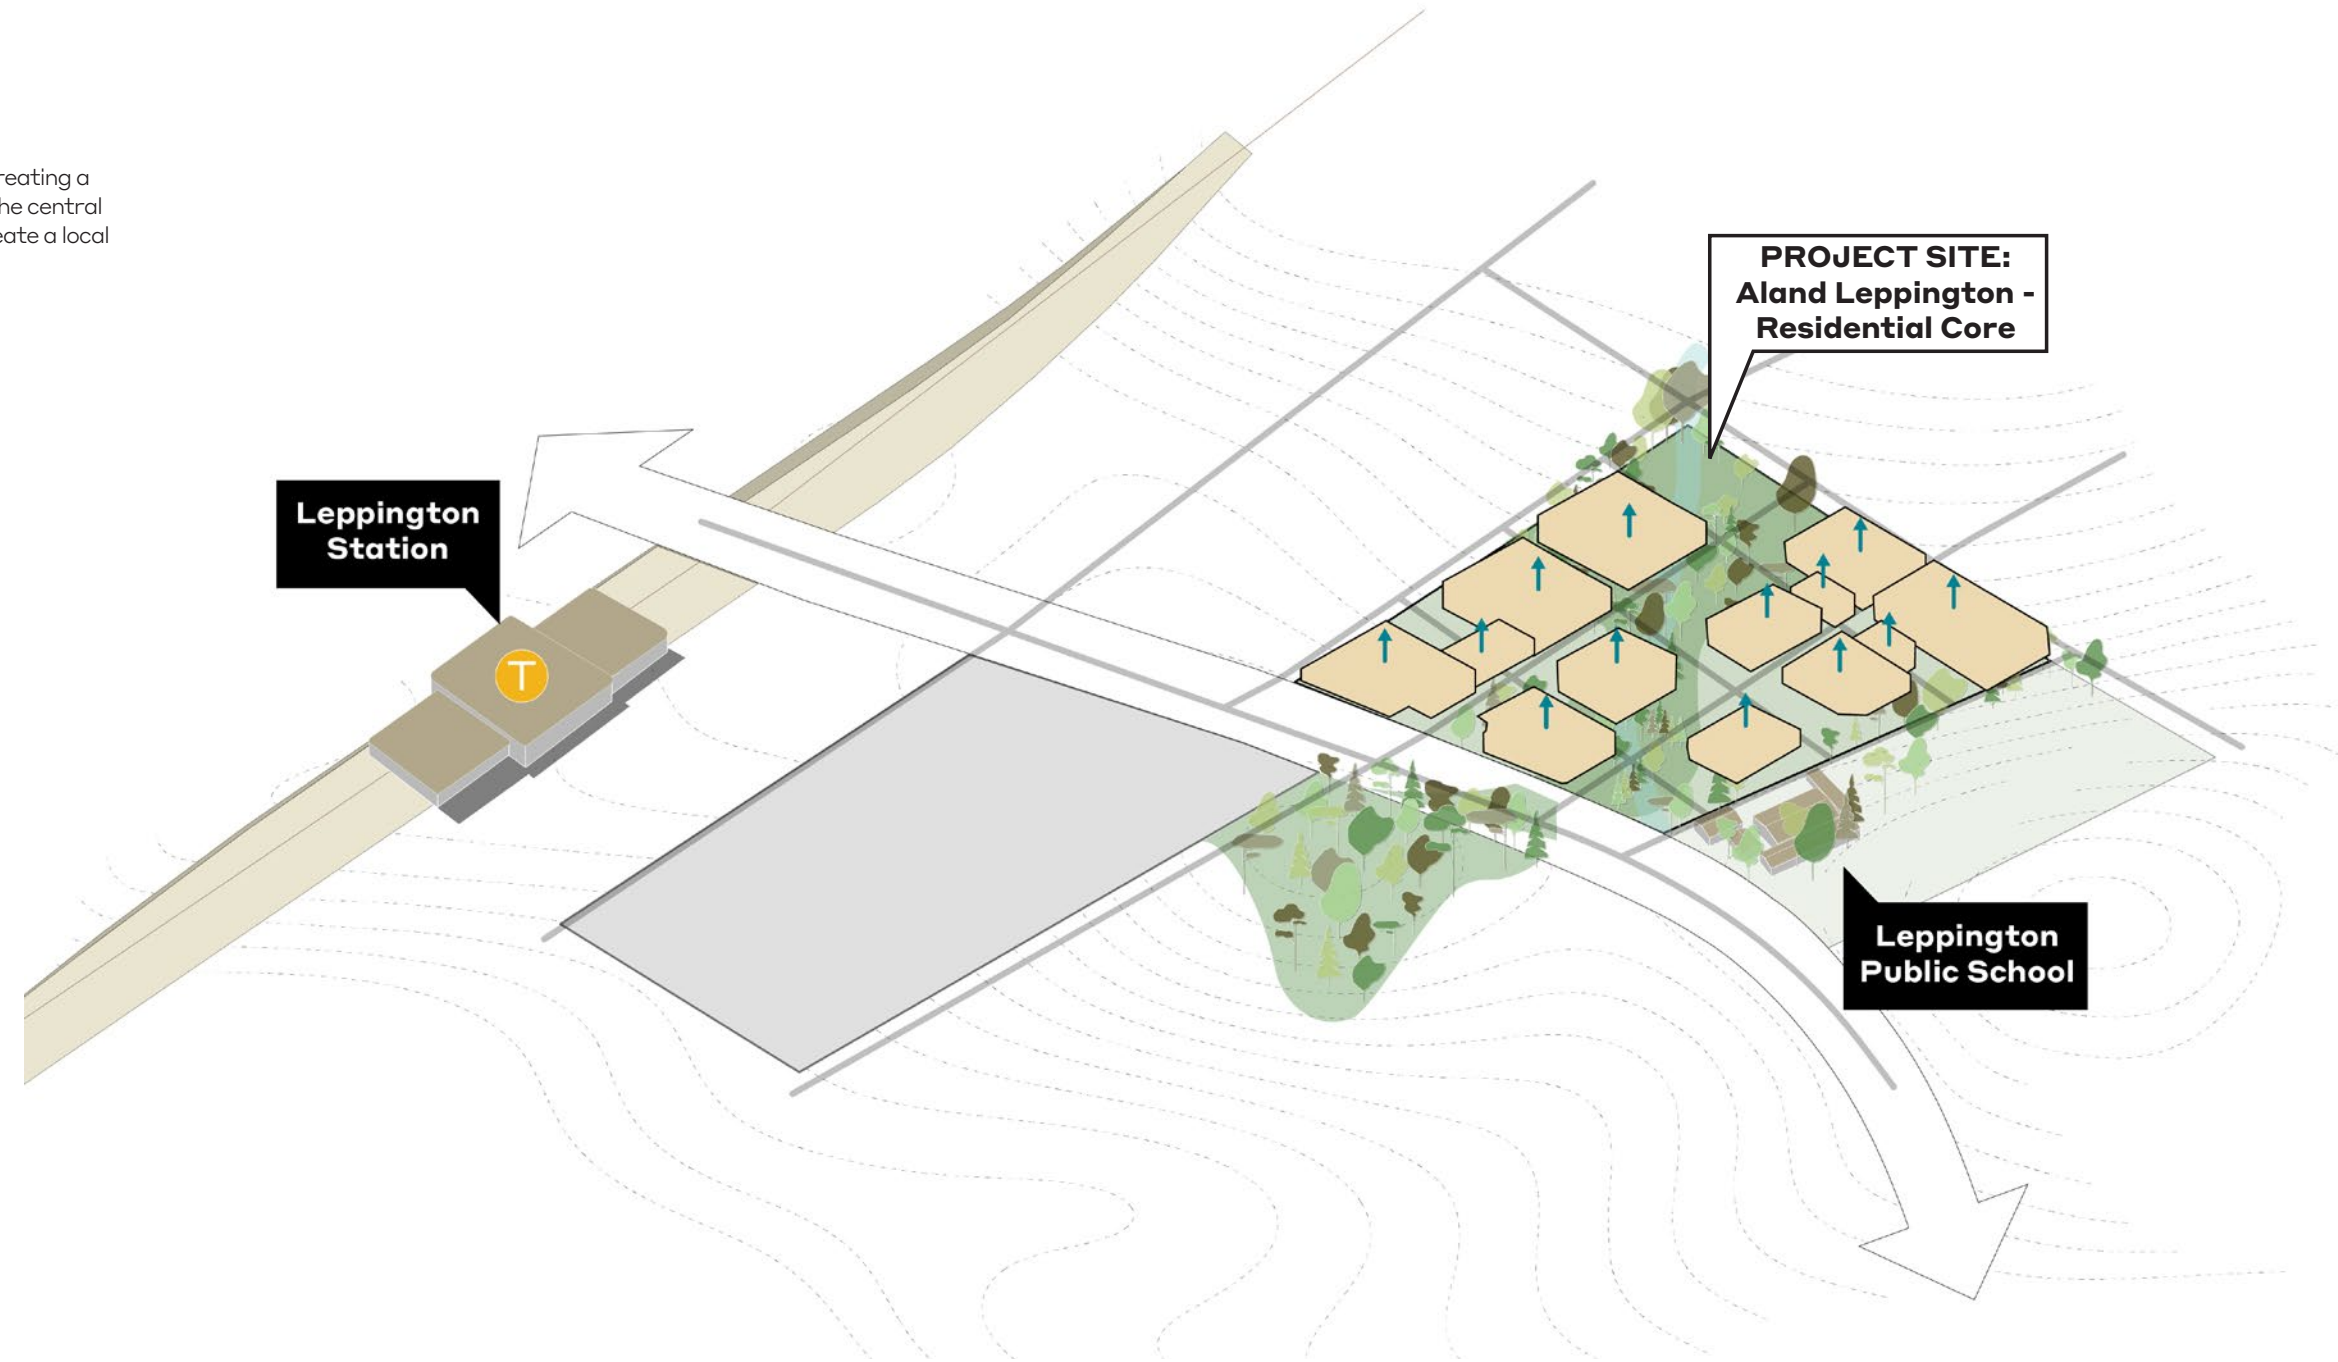 reating a
he central
eate a local
PROJECT SITE:
Aland Leppington -
Residential Core
Leppington
Station
T
Leppington
Public School